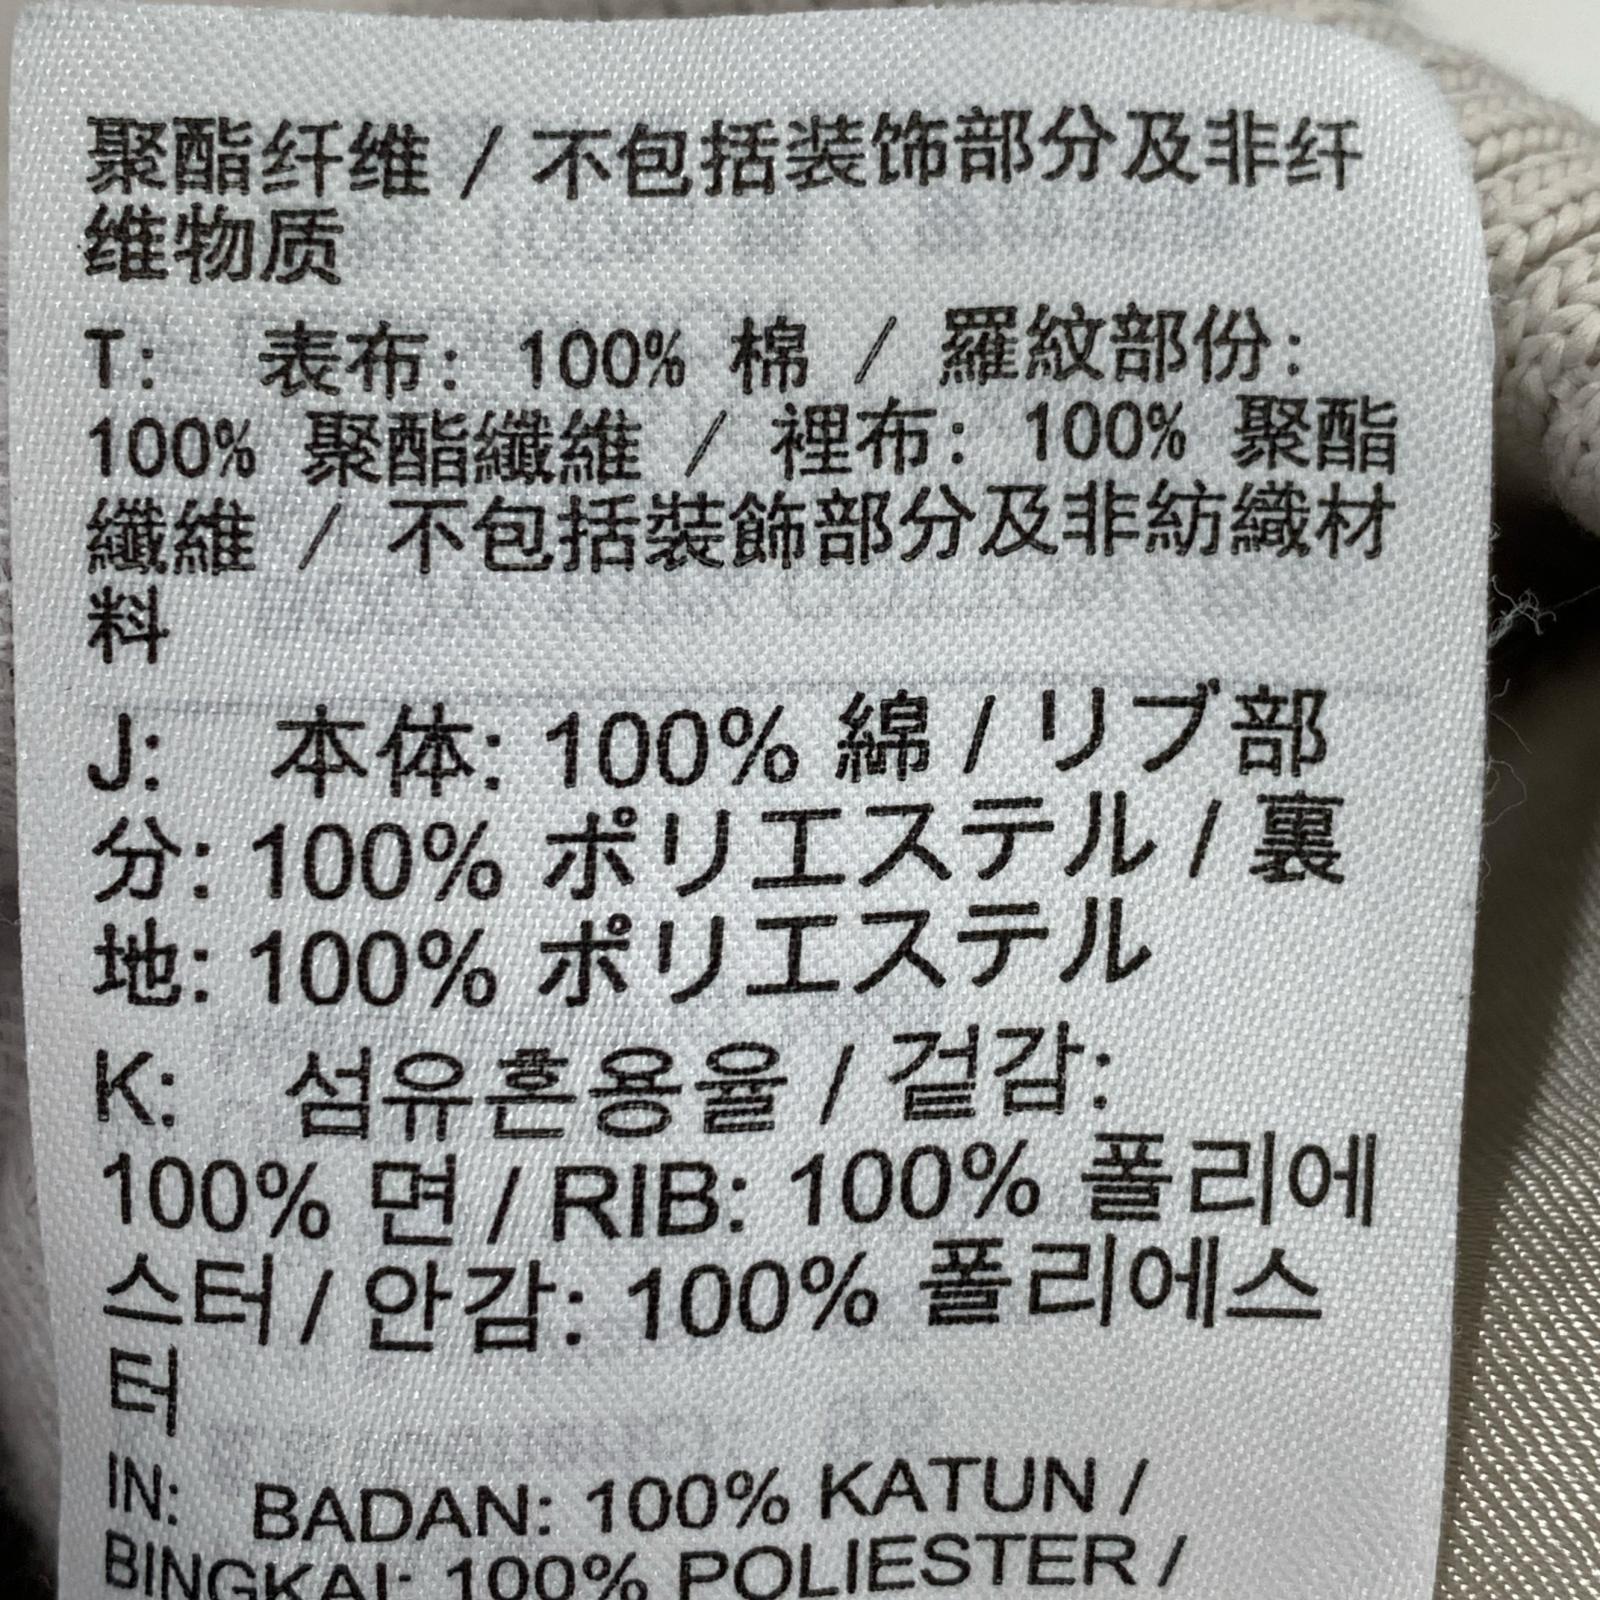 聚酯纤维 / 不包括装饰部分及非纤
维物质
T: 表布: 100% 棉 / 羅紋部份:
100% 聚酯纖維 / 裡布: 100% 聚酯
纖維 / 不包括裝飾部分及非紡織材
料
J: 本体: 100% 綿 / リブ部
分: 100% ポリエステル / 裏
地: 100% ポリエステル
K: 섬유혼용율 / 겉감:
100% 면 / RIB: 100% 폴리에
스터 / 안감: 100% 폴리에스
터
IN: BADAN: 100% KATUN /
BINGKAI: 100% POLIESTER /